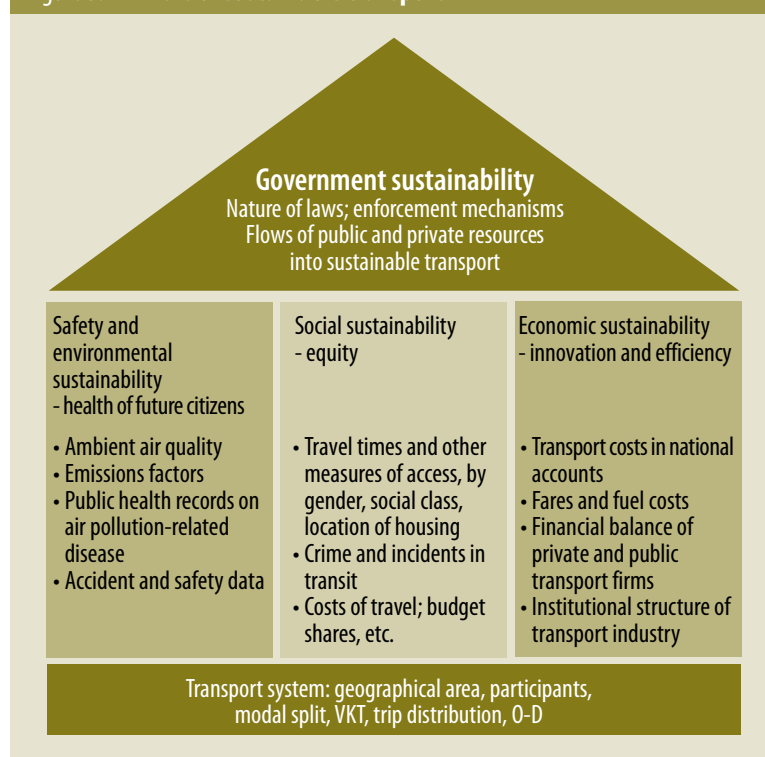 Government sustainability
Nature of laws; enforcement mechanisms
Flows of public and private resources
into sustainable transport
Safety and
environmental
sustainability
- health of future citizens
• Ambient air quality
• Emissions factors
• Public health records on
air pollution-related
disease
• Accident and safety data
Social sustainability
- equity
• Travel times and other
measures of access, by
gender, social class,
location of housing
• Crime and incidents in
transit
• Costs of travel; budget
shares, etc.
Economic sustainability
- innovation and efficiency
• Transport costs in national
accounts
• Fares and fuel costs
• Financial balance of
private and public
transport firms
• Institutional structure of
transport industry
Transport system: geographical area, participants,
modal split, VKT, trip distribution, O-D